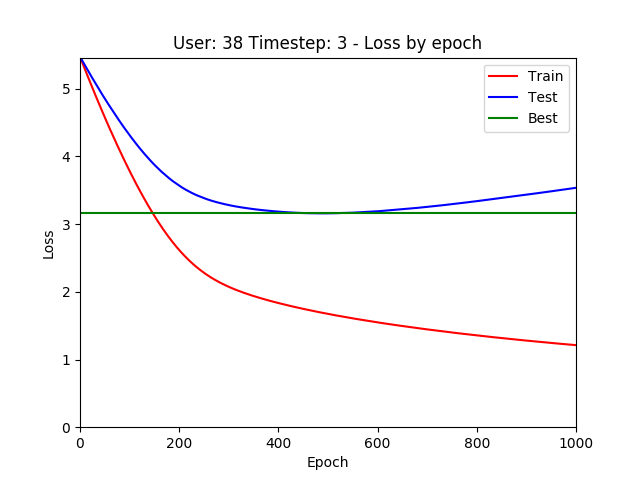 User: 38 Timestep: 3 - Loss by epoch
Train
Test
Best
5
4
3
2
1
0
Loss
0 200 400 600 800 1000
Epoch